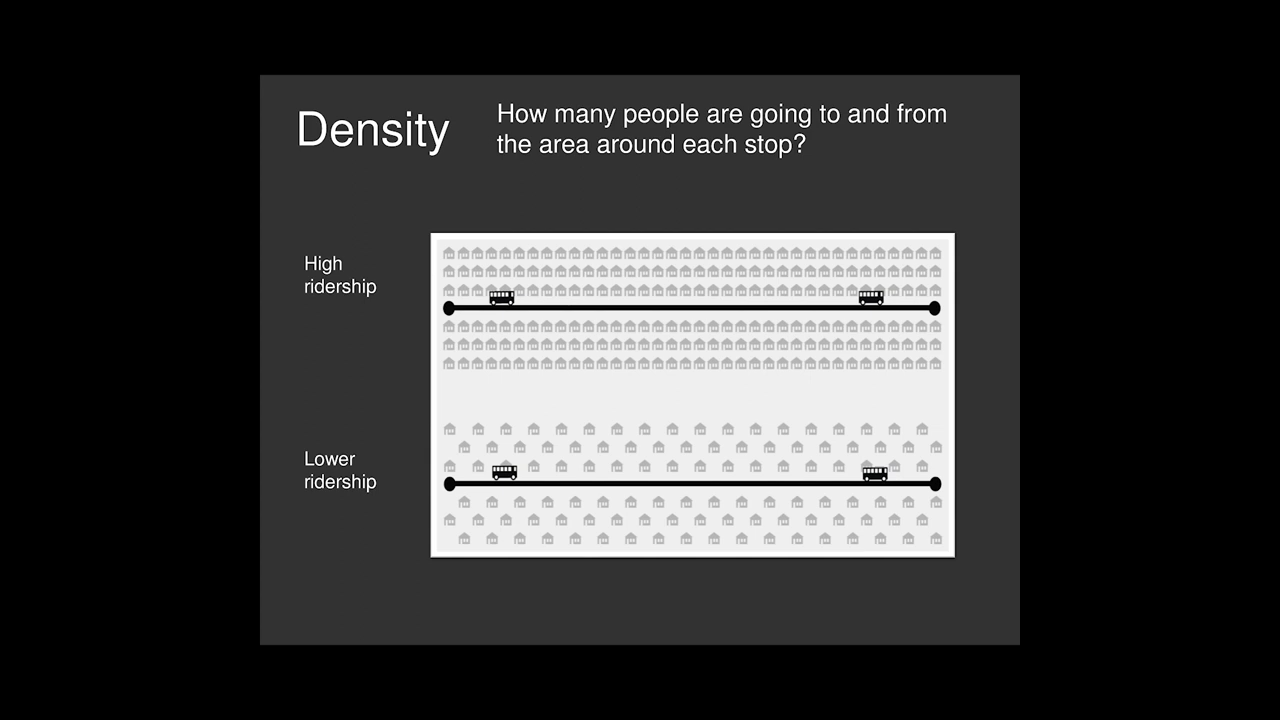 Density
How many people are going to and from
the area around each stop?
High
ridership
Lower
ridership